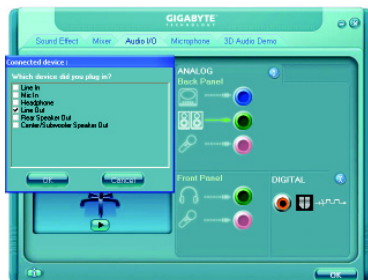 GIGABYTE
TECHNOLOGY
Sound Effect
Mixer
Audio I/O
Microphone
3D Audio Demo
Connected device :
Which device did you plug in?
Line In
Mic In
Headphone
Line Out
Rear Speaker Out
Center/Subwoofer Speaker Out
OK
Cancel
ANALOG
Back Panel
Front Panel
DIGITAL
OK